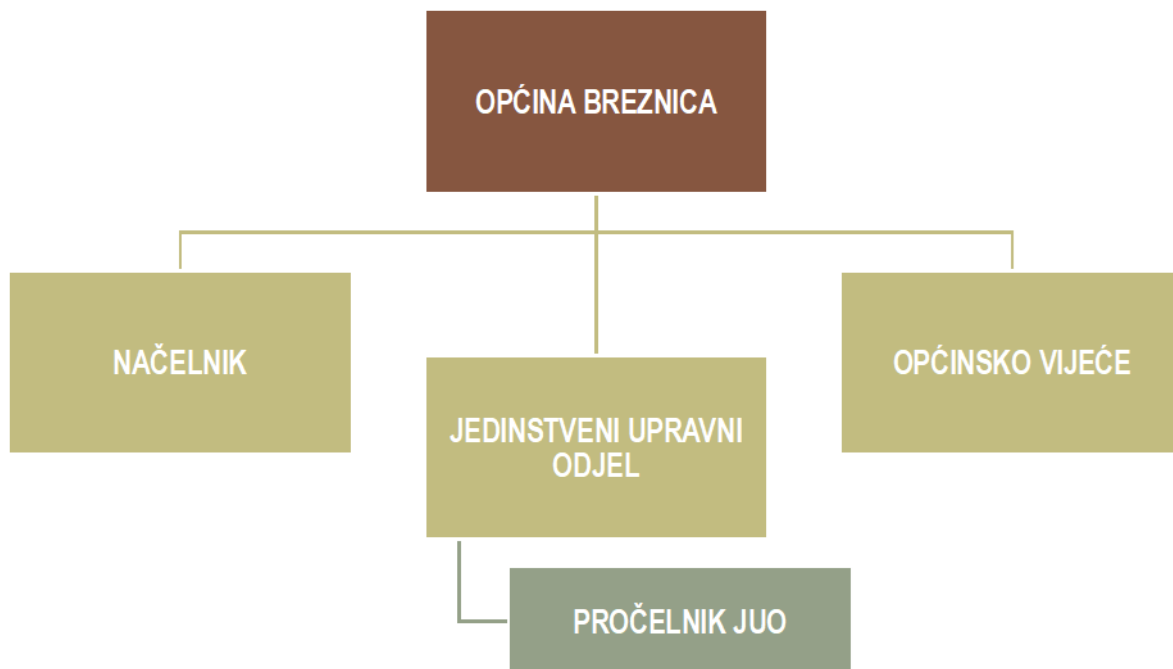 OPĆINA BREZNICA
NAČELNIK
OPĆINSKO VIJEĆE
JEDINSTVENI UPRAVNI
ODJEL
PROČELNIK JUO